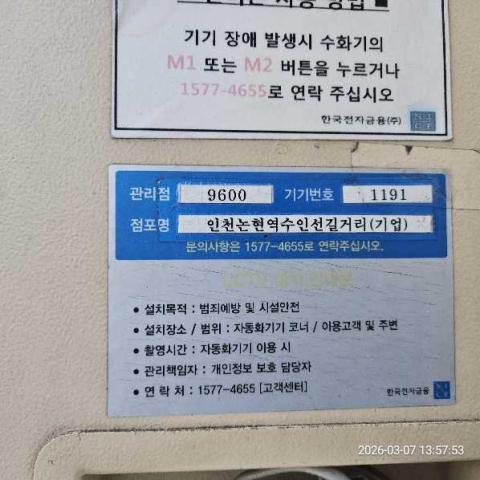 기기 장애 발생시 수화기의
M1 또는 M2 버튼을 누르거나
1577-4655로 연락 주십시오
한국전자금융(주)
관리점 9600 기기번호 1191
점포명 인천논현역수인선길거리(기업)
문의사항은 1577-4655로 연락주십시오.
• 설치목적 : 범죄예방 및 시설안전
• 설치장소 / 범위 : 자동화기기 코너 / 이용고객 및 주변
• 촬영시간 : 자동화기기 이용 시
• 관리책임자 : 개인정보 보호 담당자
• 연 락 처 : 1577-4655 [고객센터]
한국전자금융
2026-03-07 13:57:53